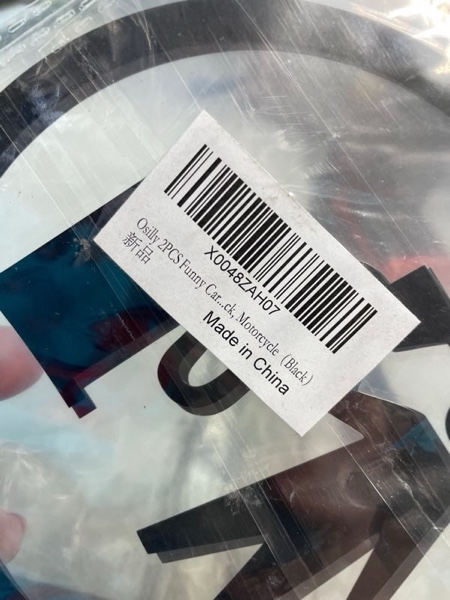 X0048ZAH07
Osilly 2PCS Funny Car...ck, Motorcycle (Black)
新品
Made in China